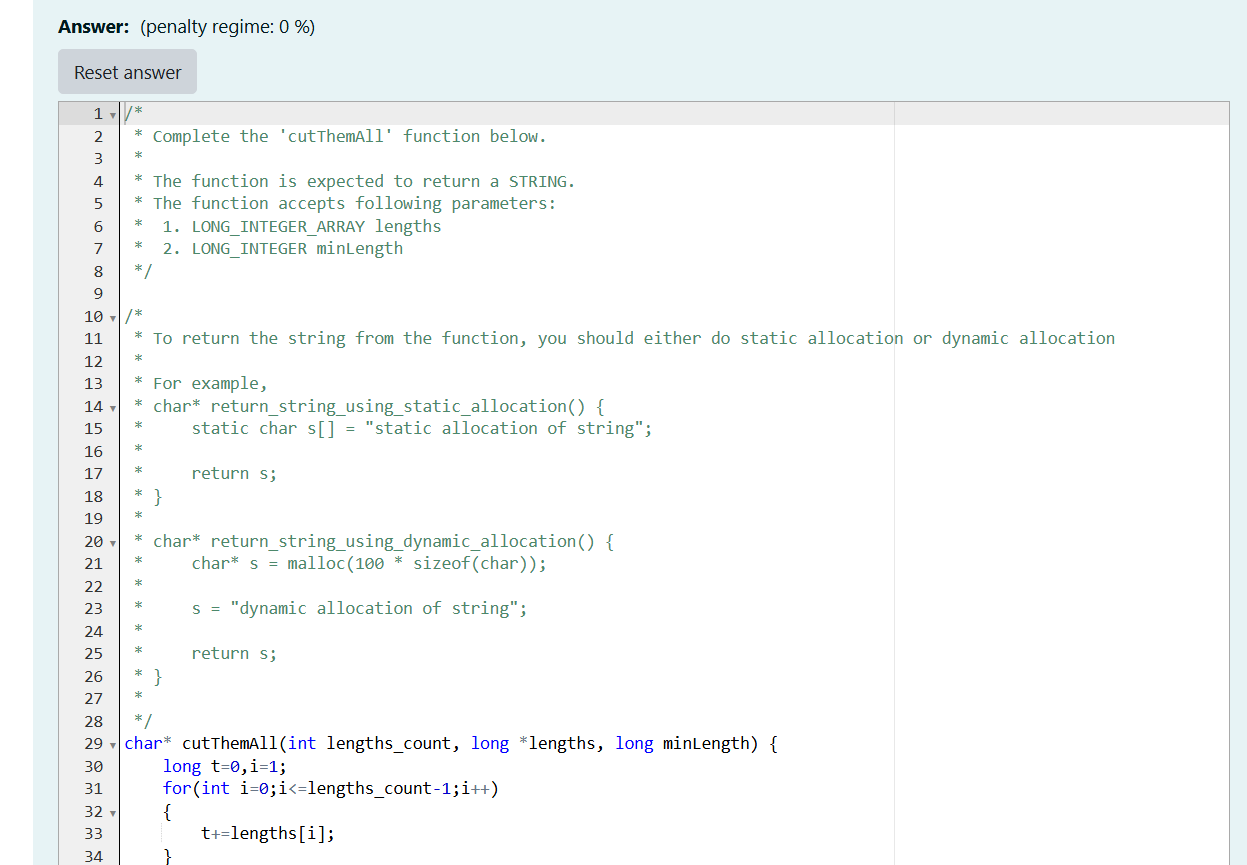 Answer: (penalty regime: 0 %)
Reset answer
1 /*
2  * Complete the 'cutThemAll' function below.
3  *
4  * The function is expected to return a STRING.
5  * The function accepts following parameters:
6  *  1. LONG_INTEGER_ARRAY lengths
7  *  2. LONG_INTEGER minLength
8  */
9
10 /*
11  * To return the string from the function, you should either do static allocation or dynamic allocation
12  *
13  * For example,
14  * char* return_string_using_static_allocation() {
15  *     static char s[] = "static allocation of string";
16  *
17  *     return s;
18  * }
19  *
20  * char* return_string_using_dynamic_allocation() {
21  *     char* s = malloc(100 * sizeof(char));
22  *
23  *     s = "dynamic allocation of string";
24  *
25  *     return s;
26  * }
27  *
28  */
29 char* cutThemAll(int lengths_count, long *lengths, long minLength) {
30     long t=0,i=1;
31     for(int i=0;i<=lengths_count-1;i++)
32     {
33         t+=lengths[i];
34     }